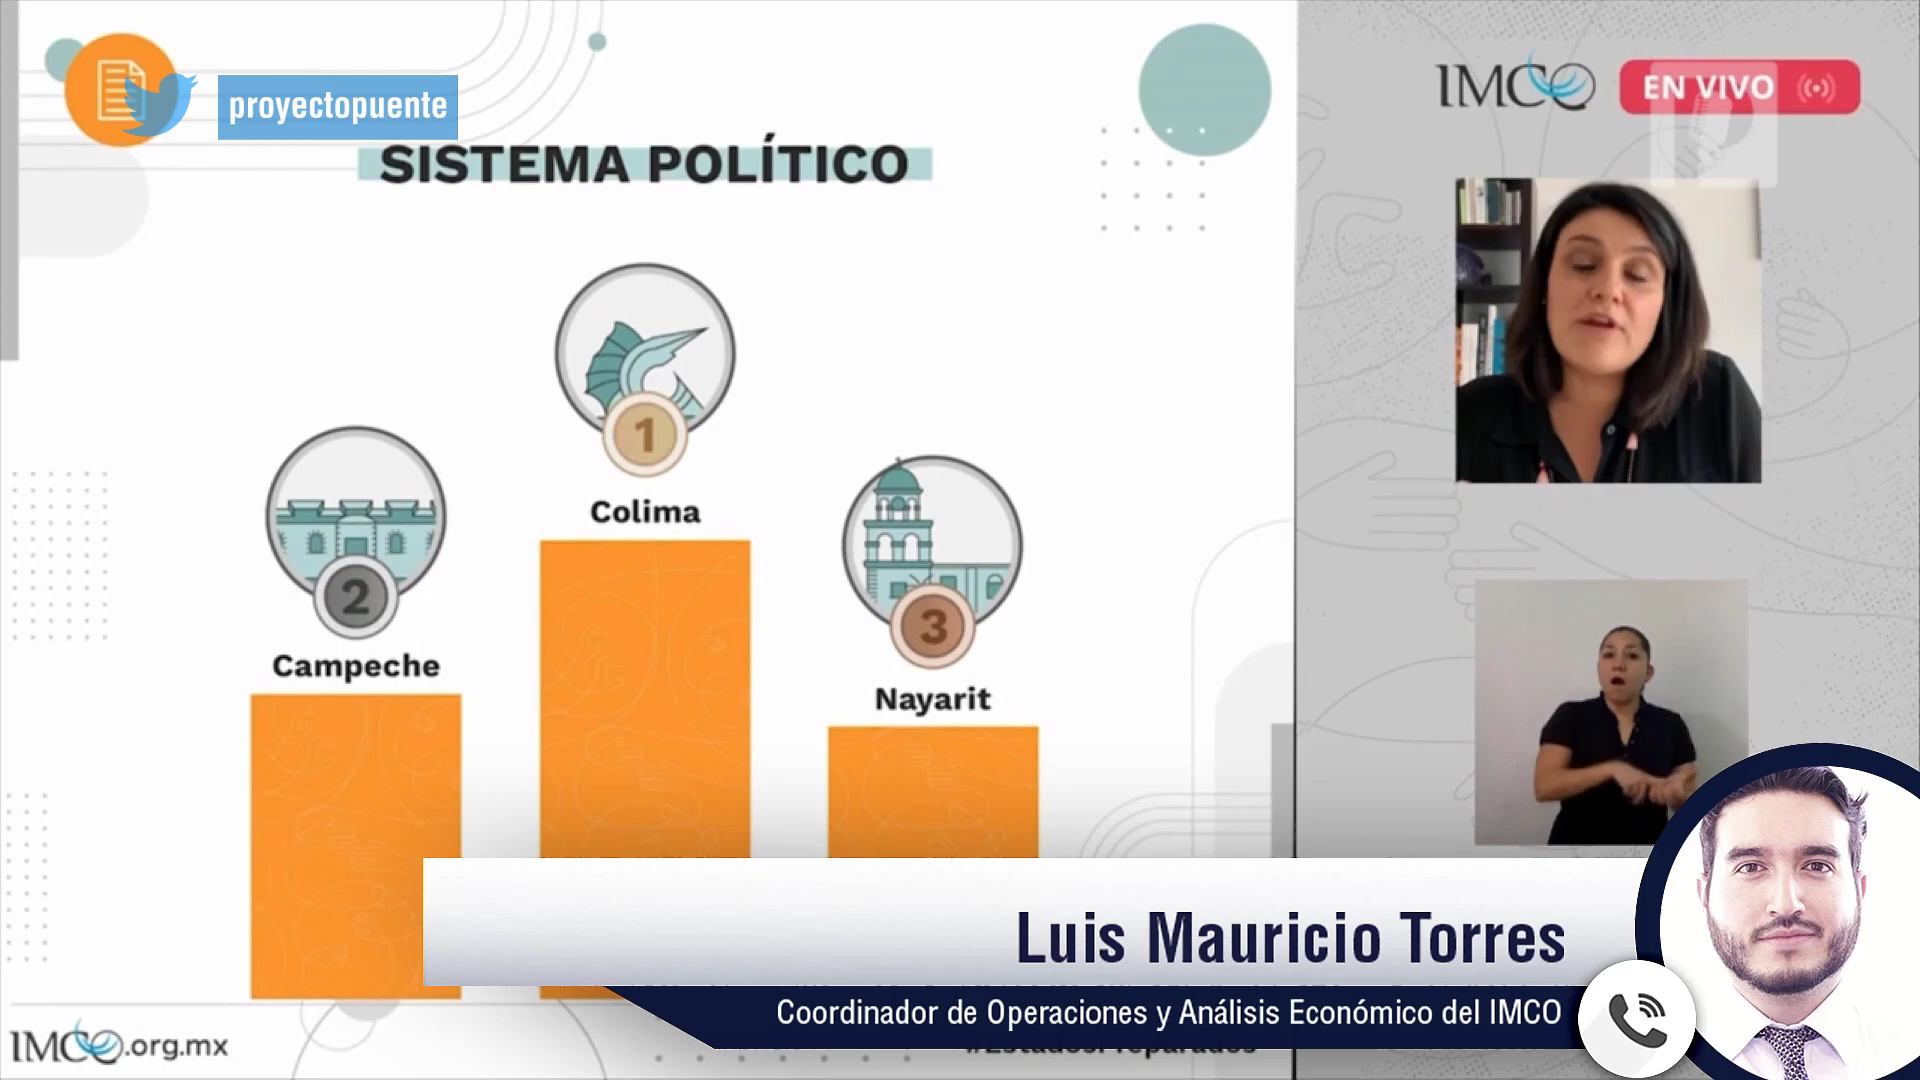 proyectopuente
SISTEMA POLÍTICO
IMCO
EN VIVO
1
Colima
2
Campeche
3
Nayarit
Luis Mauricio Torres
Coordinador de Operaciones y Análisis Económico del IMCO
IMCO.org.mx
#EstadosPreparados